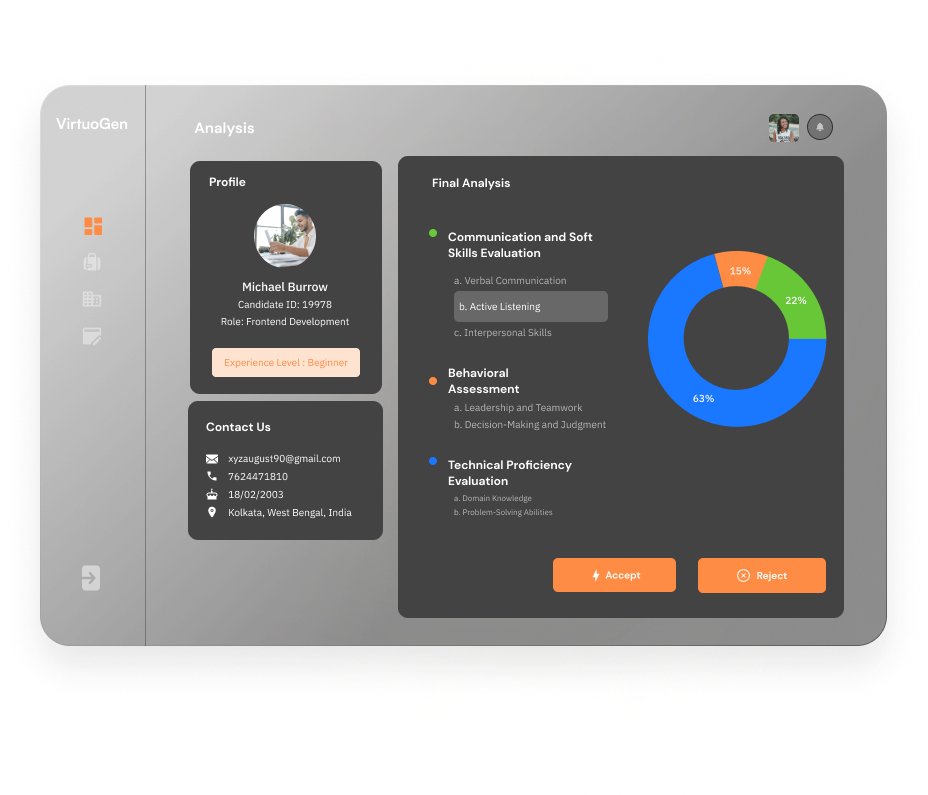 VirtuoGen
Analysis
Profile
Michael Burrow
Candidate ID: 19978
Role: Frontend Development
Experience Level : Beginner
Contact Us
xyzaugust90@gmail.com
7624471810
18/02/2003
Kolkata, West Bengal, India
Final Analysis
Communication and Soft
Skills Evaluation
a. Verbal Communication
b. Active Listening
c. Interpersonal Skills
Behavioral
Assessment
a. Leadership and Teamwork
b. Decision-Making and Judgment
Technical Proficiency
Evaluation
a. Domain Knowledge
b. Problem-Solving Abilities
15%
22%
63%
Accept
Reject